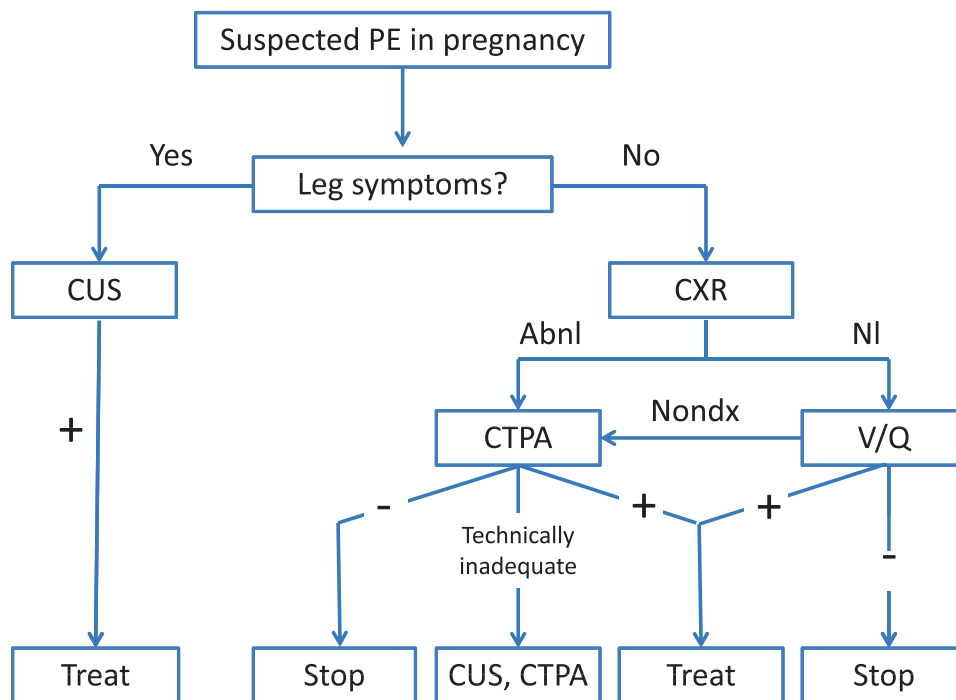 Suspected PE in pregnancy
Yes
Leg symptoms?
No
CUS
CXR
Abnl
Nl
+
CTPA
Nondx
V/Q
-
Technically
inadequate
+
+
-
Treat
Stop
CUS, CTPA
Treat
Stop